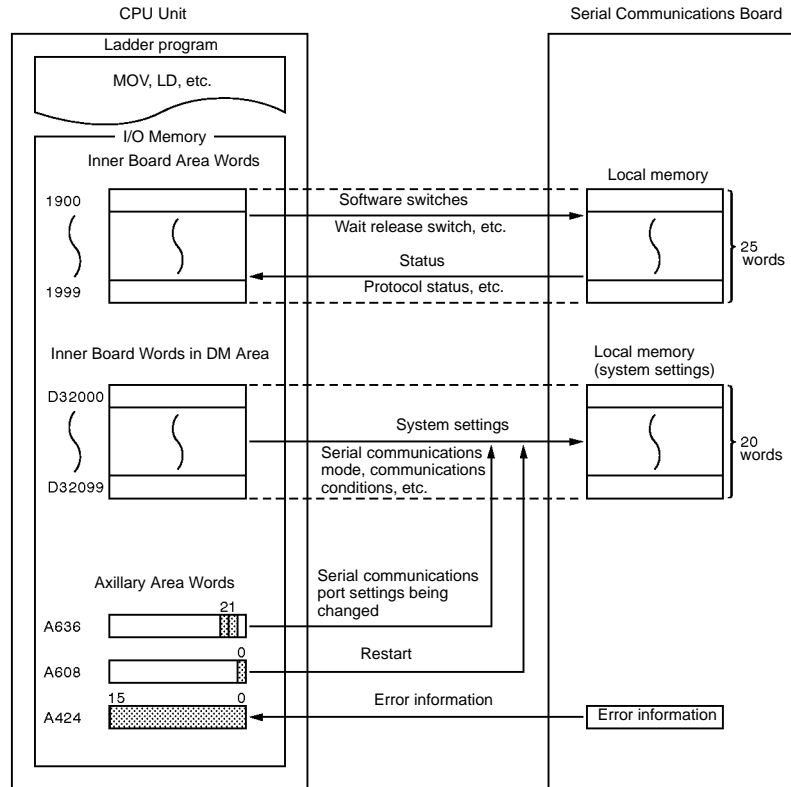 CPU Unit
Serial Communications Board
Ladder program
MOV, LD, etc.
I/O Memory
Inner Board Area Words
Local memory
1900
Software switches
Wait release switch, etc.
25
words
Status
1999
Protocol status, etc.
Inner Board Words in DM Area
Local memory
(system settings)
D32000
System settings
20
words
Serial communications
mode, communications
conditions, etc.
D32099
Axillary Area Words
Serial communications
port settings being
changed
21
A636
0
Restart
A608
15
0
Error information
A424
Error information